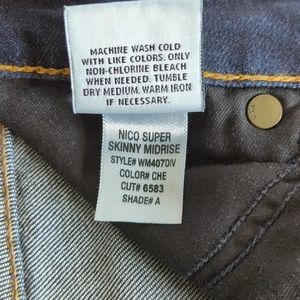 MACHINE WASH COLD
WITH LIKE COLORS. ONLY
NON-CHLORINE BLEACH
WHEN NEEDED. TUMBLE
DRY MEDIUM. WARM IRON
IF NECESSARY.
NICO SUPER
SKINNY MIDRISE
STYLE# WM407DIV
COLOR# CHE
CUT# 6583
SHADE# A